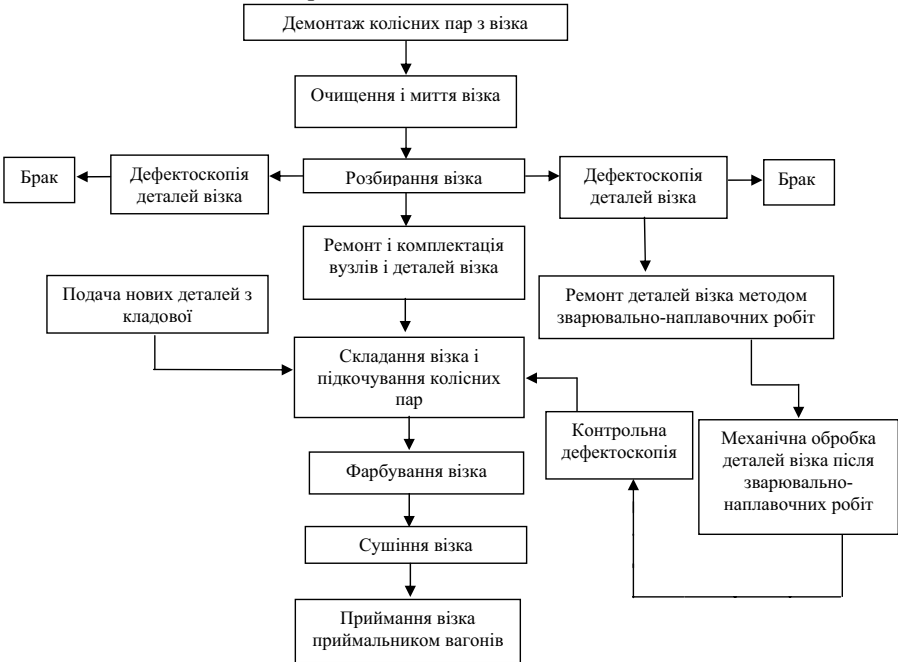 Демонтаж колісних пар з візка
Очищення і миття візка
Брак
Дефектоскопія
деталей візка
Розбирання візка
Дефектоскопія
деталей візка
Брак
Ремонт і комплектація
вузлів і деталей візка
Подача нових деталей з
кладової
Ремонт деталей візка методом
зварювально-наплавочних робіт
Складання візка і
підкочування колісних
пар
Контрольна
дефектоскопія
Механічна обробка
деталей візка після
зварювально-
наплавочних робіт
Фарбування візка
Сушіння візка
Приймання візка
приймальником вагонів